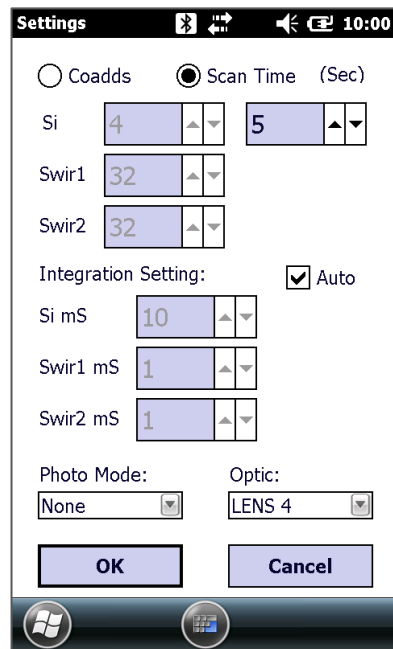 Settings 10:00
Coadds Scan Time (Sec)
Si 4 5
Swir1 32
Swir2 32
Integration Setting: Auto
Si mS 10
Swir1 mS 1
Swir2 mS 1
Photo Mode: Optic:
None LENS 4
OK Cancel